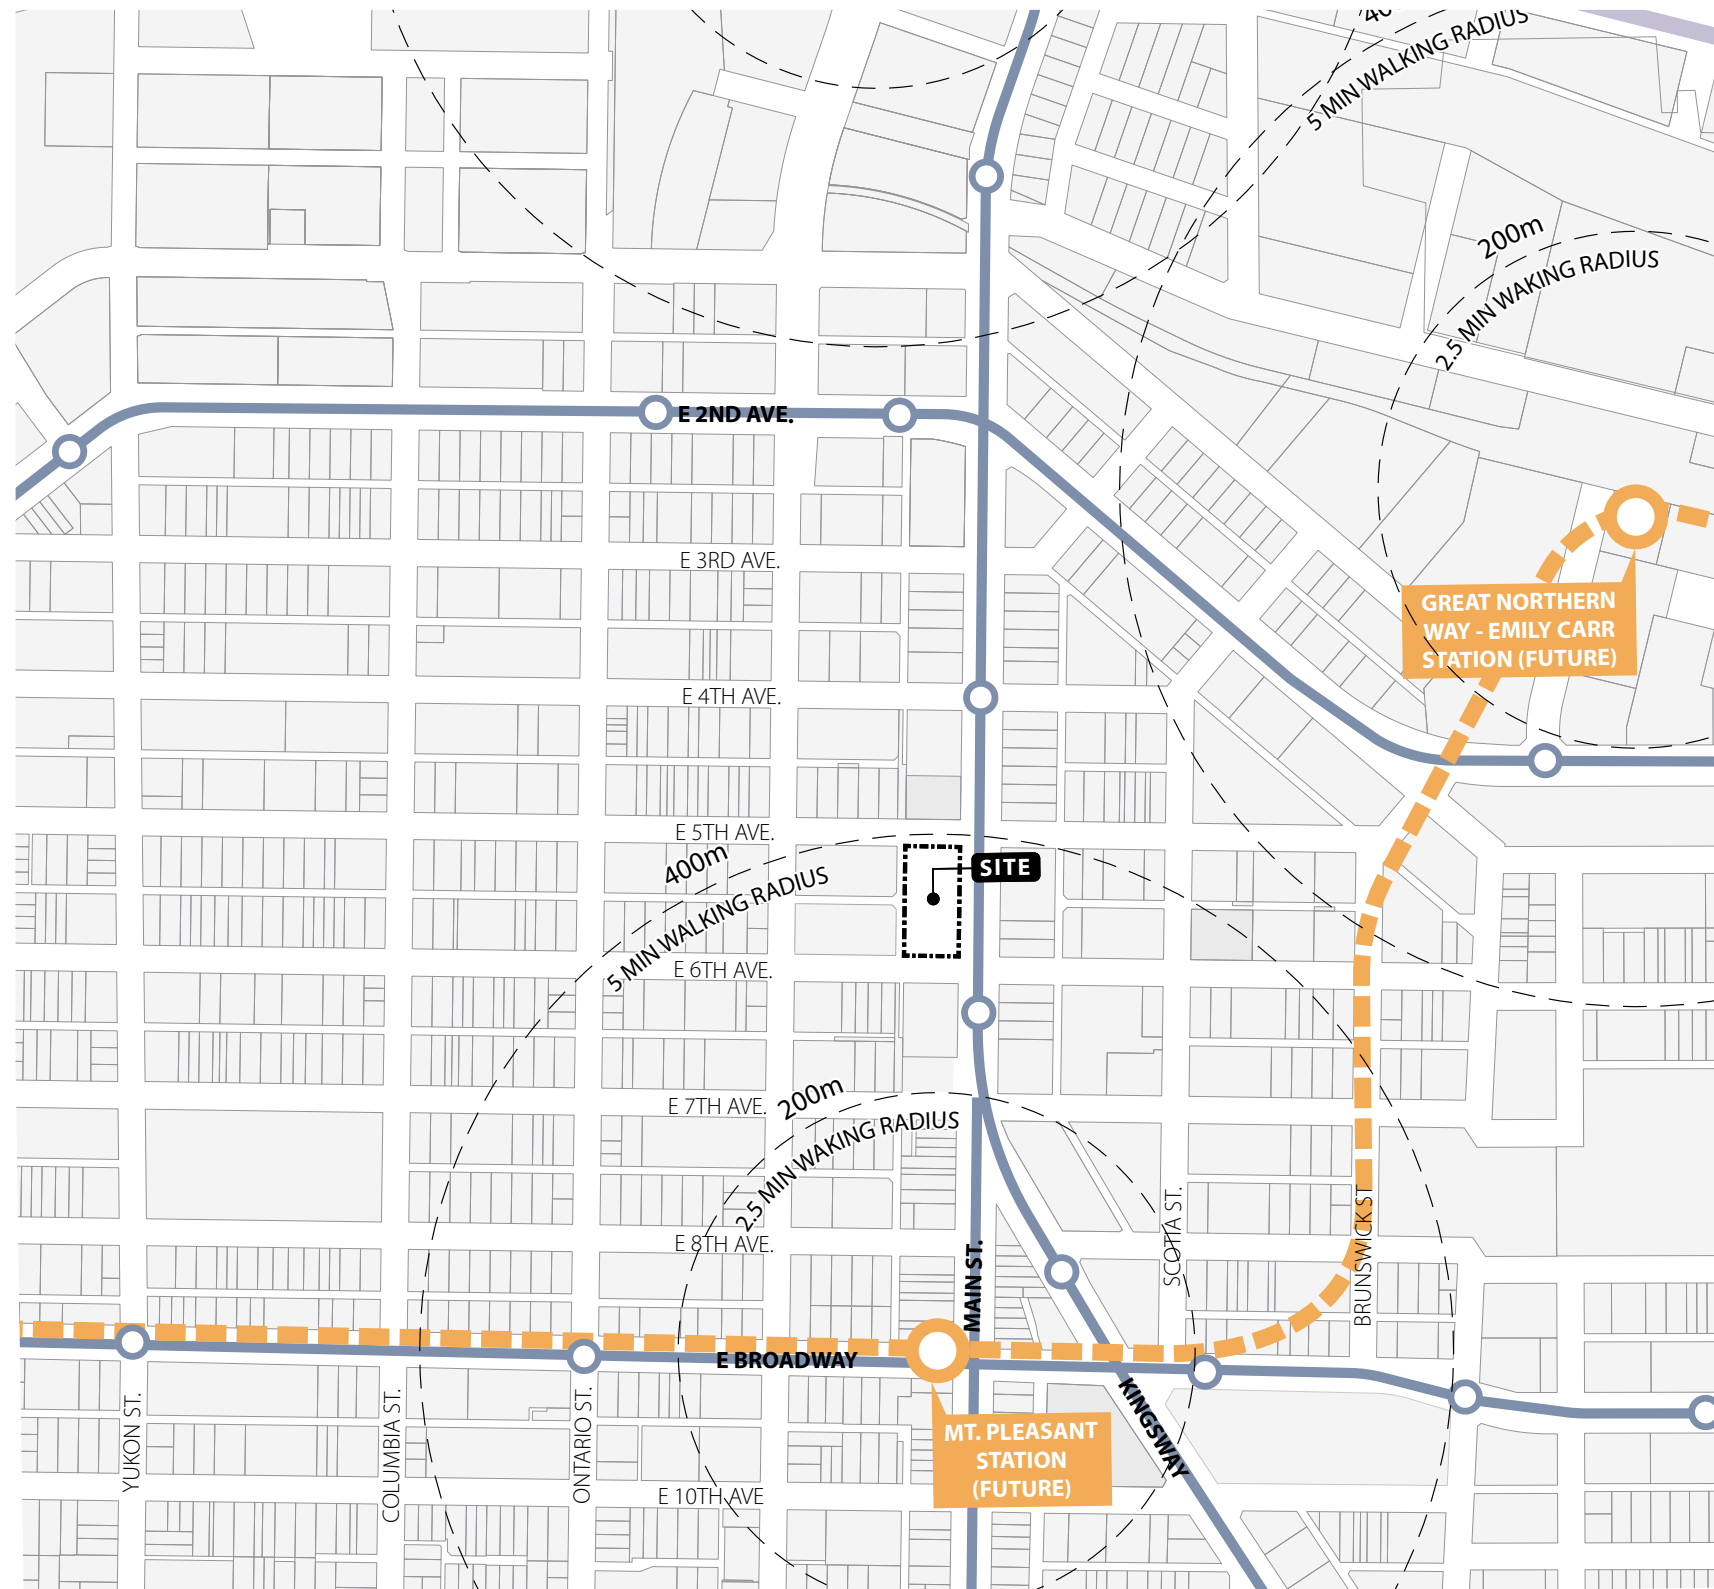 40
5 MIN WALKING RADIUS
200m
2.5 MIN WAKING RADIUS
E 2ND AVE.
E 3RD AVE.
GREAT NORTHERN
WAY - EMILY CARR
STATION (FUTURE)
E 4TH AVE.
E 5TH AVE.
400m
5 MIN WALKING RADIUS
SITE
E 6TH AVE.
E 7TH AVE.
200m
2.5 MIN WAKING RADIUS
E 8TH AVE.
MAIN ST.
SCOTIA ST.
BRUNSWICK ST
E BROADWAY
YUKON ST.
COLUMBIA ST.
ONTARIO ST.
KINGSWAY
MT. PLEASANT
STATION
(FUTURE)
E 10TH AVE